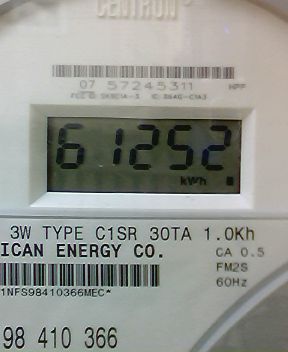 CENTRON
07 57245311 HPF
61252
kWh
3W TYPE C1SR 30TA 1.0Kh
ICAN ENERGY CO. CA 0.5
FM2S
60Hz
1NFS98410366MEC*
98 410 366